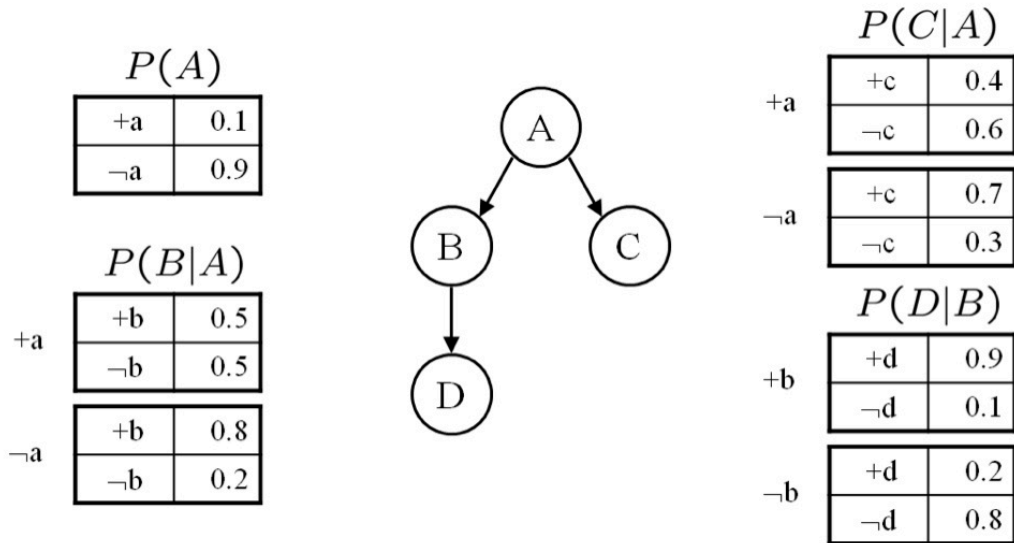 P(A)
+a 0.1
¬a 0.9
P(B|A)
+a
+b 0.5
¬b 0.5
¬a
+b 0.8
¬b 0.2
A
B
C
D
P(C|A)
+a
+c 0.4
¬c 0.6
¬a
+c 0.7
¬c 0.3
P(D|B)
+b
+d 0.9
¬d 0.1
¬b
+d 0.2
¬d 0.8